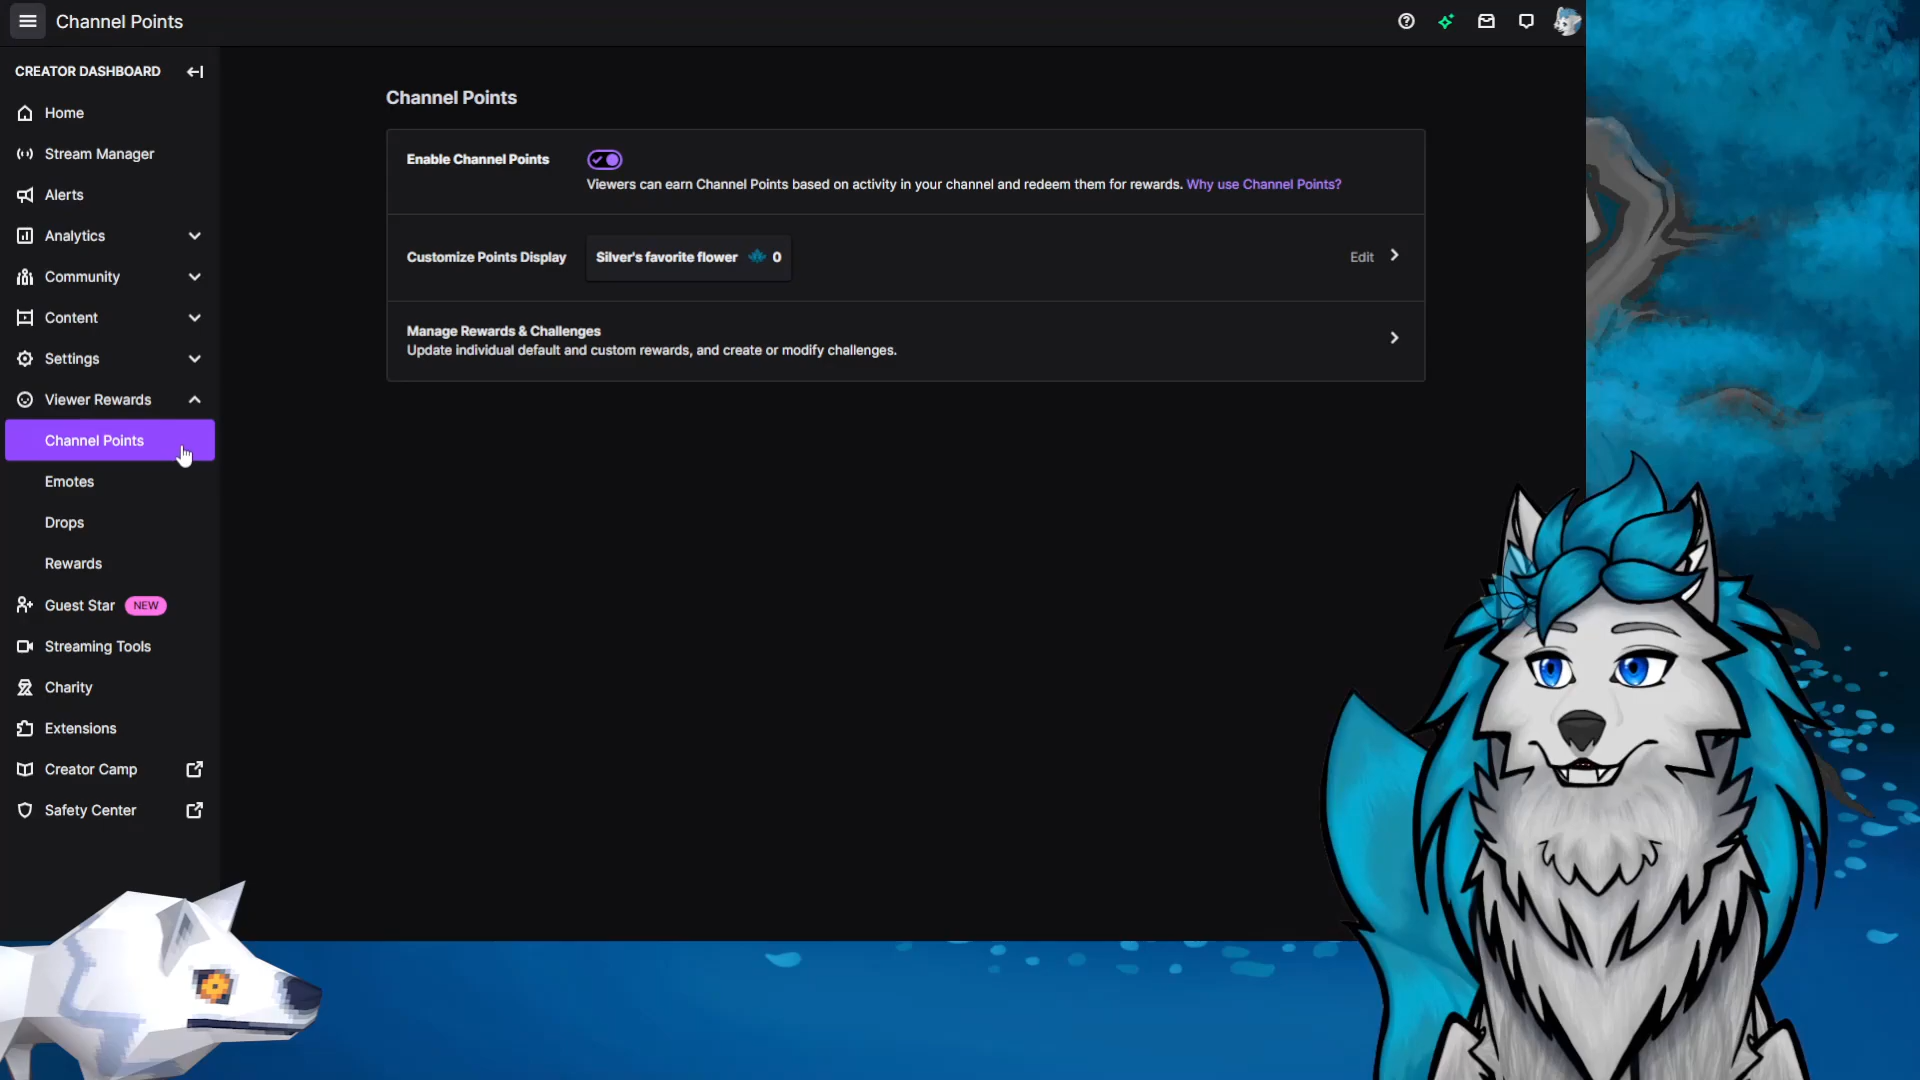 Channel Points
CREATOR DASHBOARD
Home
Stream Manager
Alerts
Analytics
Community
Content
Settings
Viewer Rewards
Channel Points
Emotes
Drops
Rewards
Guest Star NEW
Streaming Tools
Charity
Extensions
Creator Camp
Safety Center
Channel Points
Enable Channel Points
Viewers can earn Channel Points based on activity in your channel and redeem them for rewards. Why use Channel Points?
Customize Points Display Silver's favorite flower 0 Edit
Manage Rewards & Challenges
Update individual default and custom rewards, and create or modify challenges.